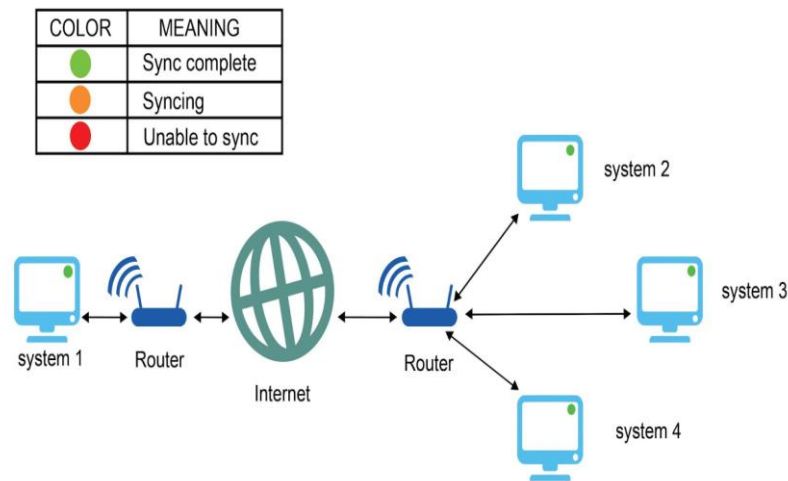 COLOR MEANING
Sync complete
Syncing
Unable to sync
system 2
system 3
system 1
Router
Internet
Router
system 4